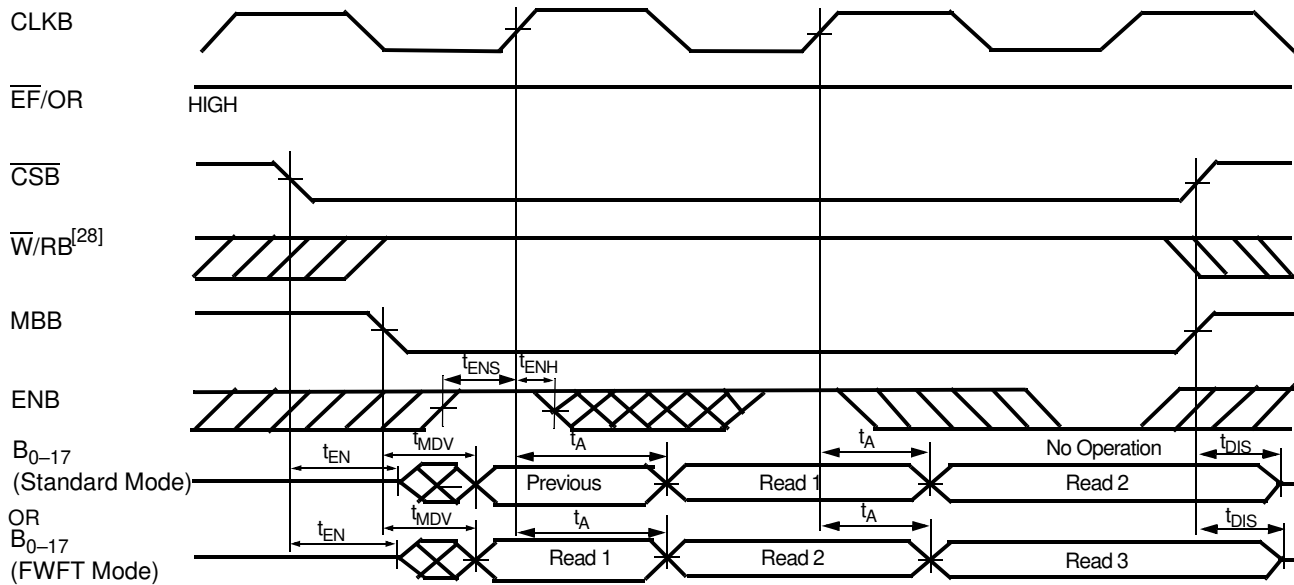 CLKB
EF/OR
HIGH
CSB
W/RB[28]
MBB
tENS tENH
ENB
B0–17
(Standard Mode)
tEN tMDV tA tA No Operation tDIS
Previous Read 1 Read 2
OR
B0–17
(FWFT Mode)
tEN tMDV tA tA tDIS
Read 1 Read 2 Read 3